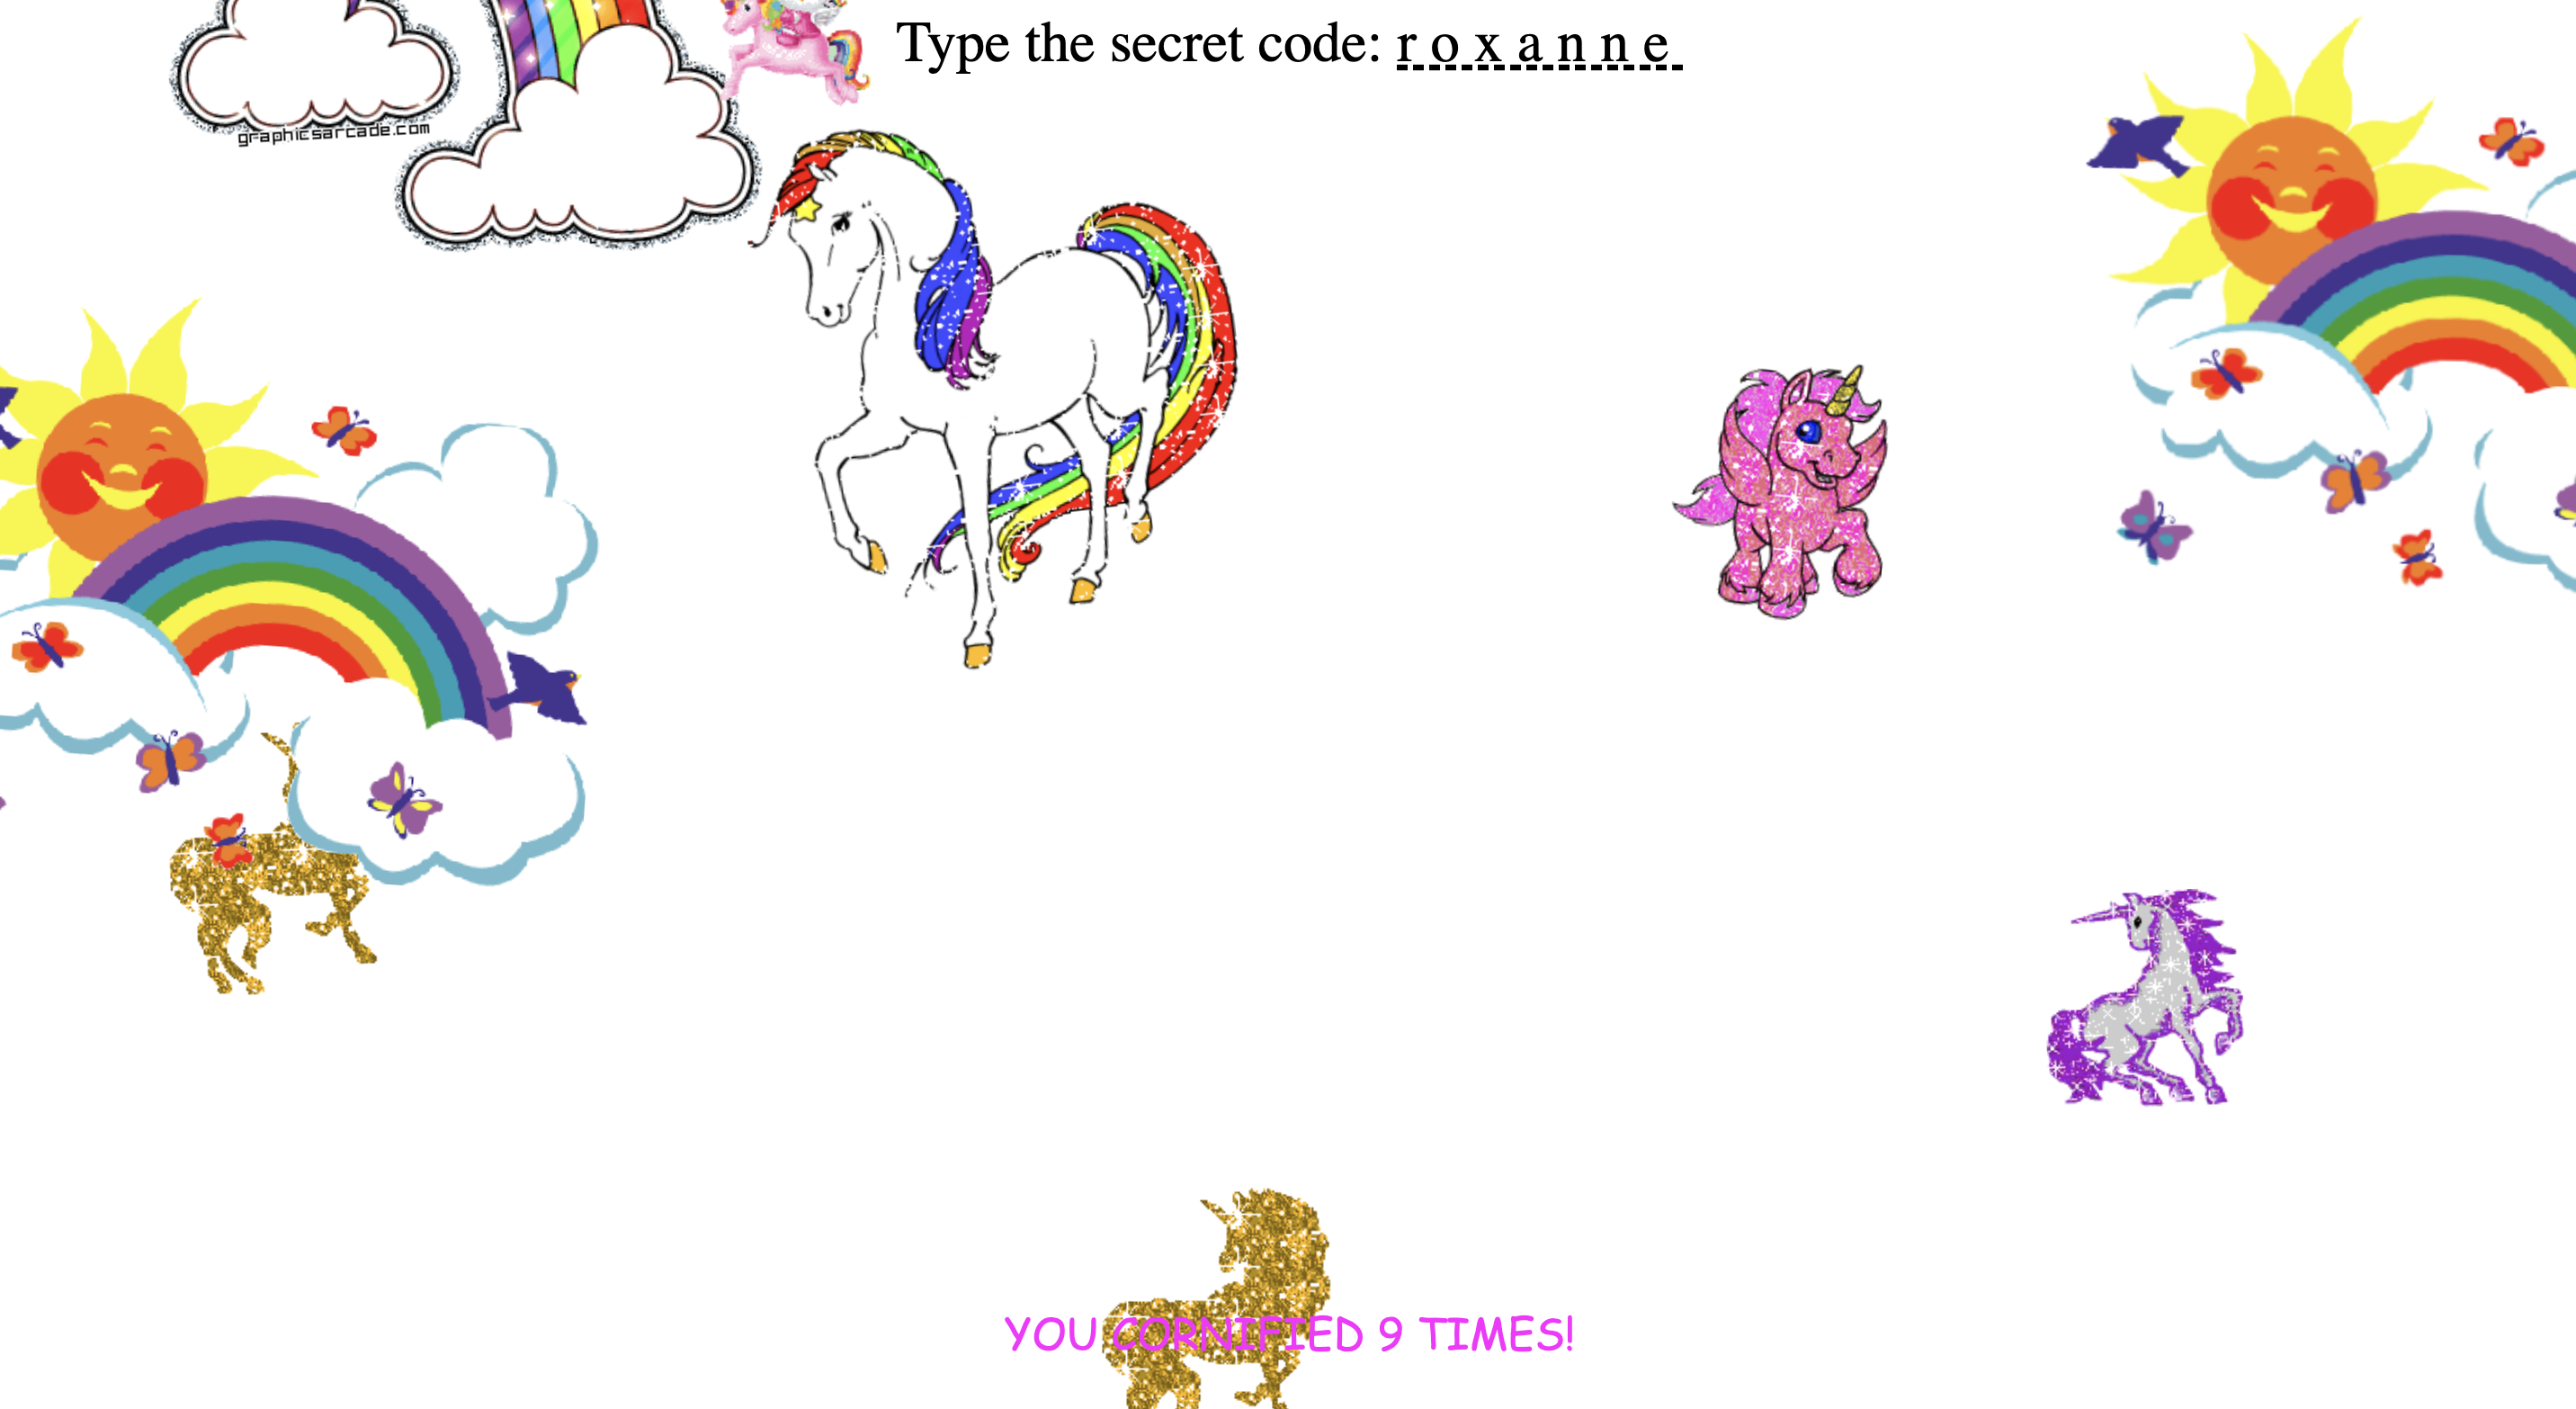 Type the secret code: r o x a n n e
graphicsarcade.com
YOU CORNIFIED 9 TIMES!